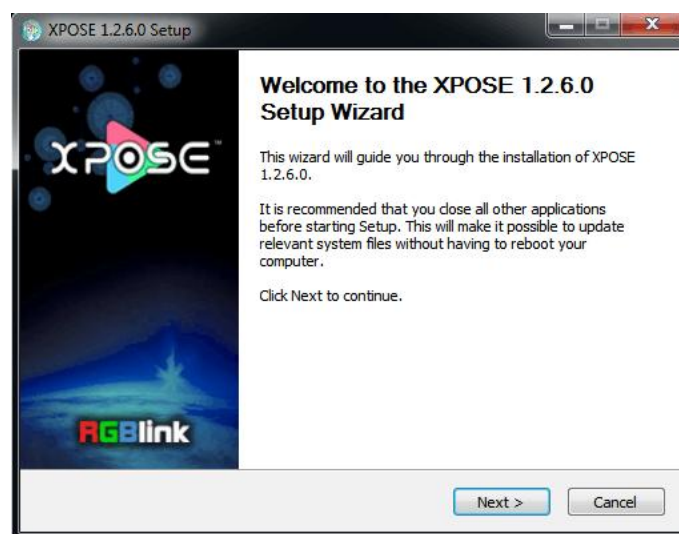 XPOSE 1.2.6.0 Setup
XPOSE™
RGBlink
Welcome to the XPOSE 1.2.6.0
Setup Wizard
This wizard will guide you through the installation of XPOSE
1.2.6.0.
It is recommended that you close all other applications
before starting Setup. This will make it possible to update
relevant system files without having to reboot your
computer.
Click Next to continue.
Next >
Cancel